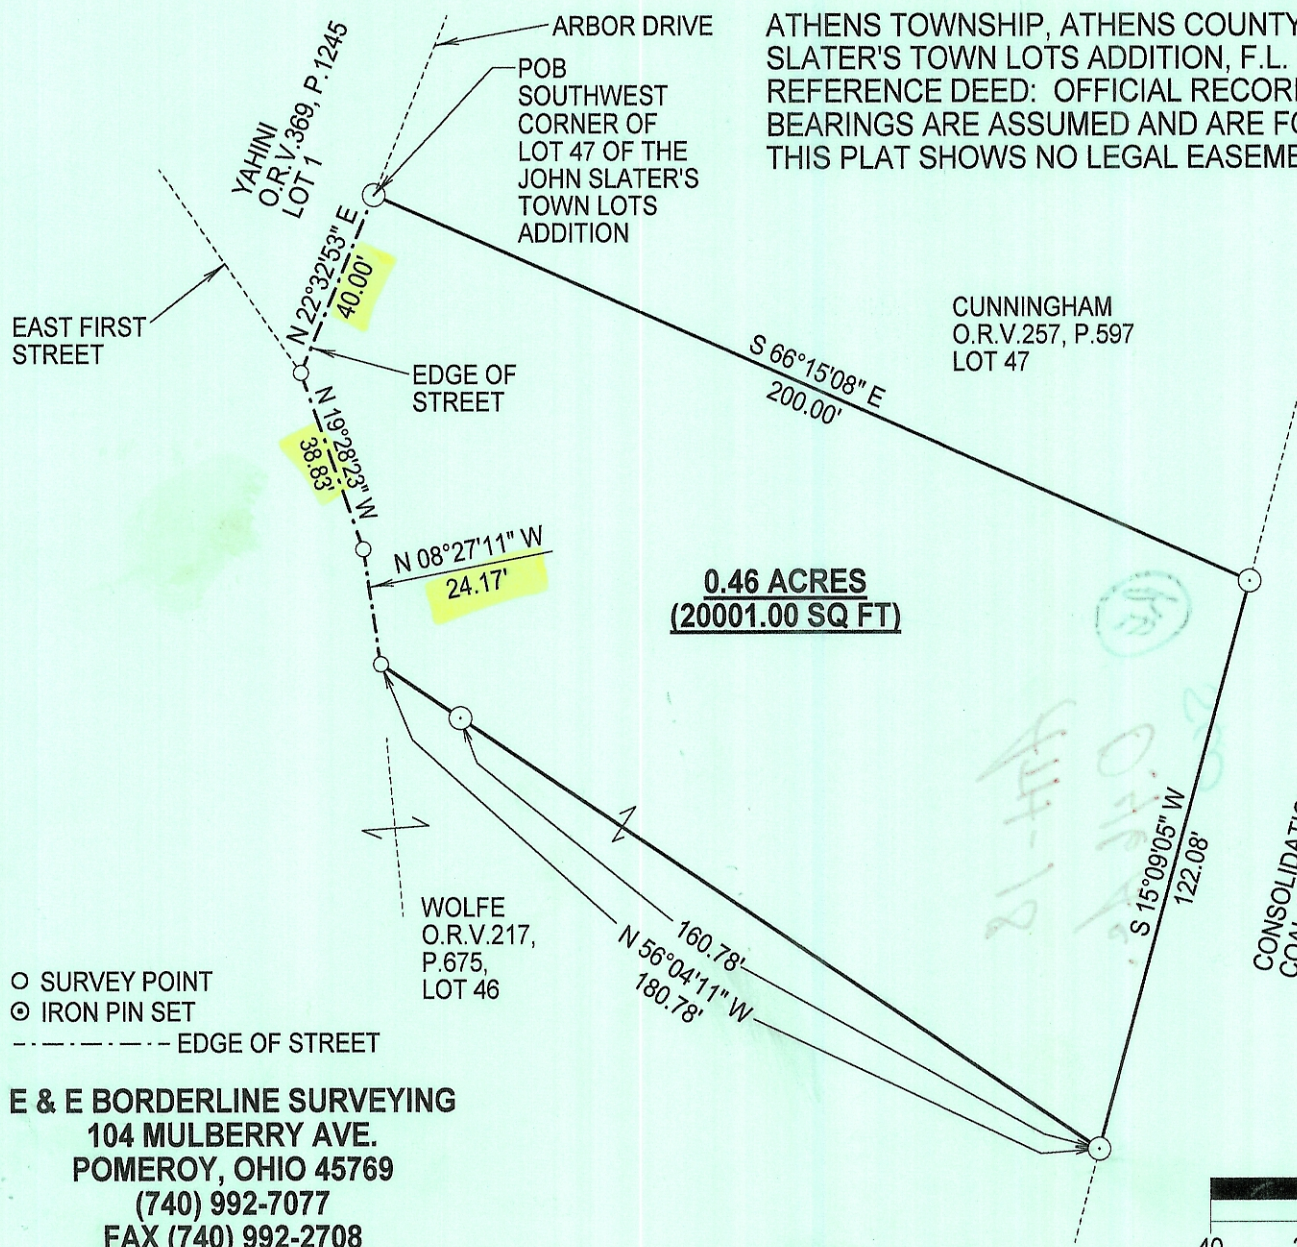 ARBOR DRIVE
ATHENS TOWNSHIP, ATHENS COUNTY
SLATER'S TOWN LOTS ADDITION, F.L.
REFERENCE DEED: OFFICIAL RECOR
BEARINGS ARE ASSUMED AND ARE FO
THIS PLAT SHOWS NO LEGAL EASEME
YAHINI
O.R.V.369, P.1245
LOT 1
POB
SOUTHWEST
CORNER OF
LOT 47 OF THE
JOHN SLATER'S
TOWN LOTS
ADDITION
N 22°32'53" E
40.00'
EAST FIRST
STREET
EDGE OF
STREET
CUNNINGHAM
O.R.V.257, P.597
LOT 47
S 66°15'08" E
200.00'
N 19°28'23" W
38.83'
N 08°27'11" W
24.17'
0.46 ACRES
(20001.00 SQ FT)
S 15°09'05" W
122.08'
CONSOLIDATI
COAL
WOLFE
O.R.V.217,
P.675,
LOT 46
160.78'
N 56°04'11" W
180.78'
SURVEY POINT
IRON PIN SET
EDGE OF STREET
E & E BORDERLINE SURVEYING
104 MULBERRY AVE.
POMEROY, OHIO 45769
(740) 992-7077
FAX (740) 992-2708
40